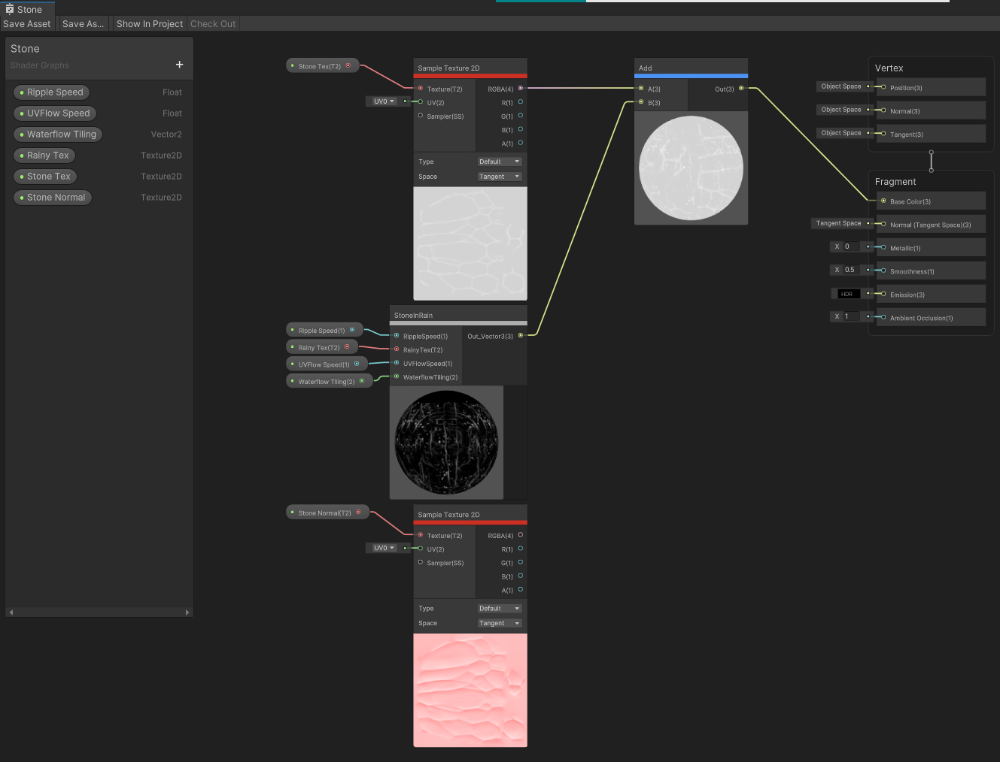 Stone
Save Asset
Save As...
Show In Project
Check Out
Stone
Shader Graphs
+
Ripple Speed
Float
UVFlow Speed
Float
Waterflow Tiling
Vector2
Rainy Tex
Texture2D
Stone Tex
Texture2D
Stone Normal
Texture2D
Stone Tex(T2)
UV0
Sample Texture 2D
Texture(T2)
RGBA(4)
UV(2)
R(1)
Sampler(SS)
G(1)
B(1)
A(1)
Type
Default
Space
Tangent
Ripple Speed(1)
Rainy Tex(T2)
UVFlow Speed(1)
Waterflow Tiling(2)
StoneInRain
RippleSpeed(1)
Out_Vector3(3)
RainyTex(T2)
UVFlowSpeed(1)
WaterflowTiling(2)
Stone Normal(T2)
UV0
Sample Texture 2D
Texture(T2)
RGBA(4)
UV(2)
R(1)
Sampler(SS)
G(1)
B(1)
A(1)
Type
Default
Space
Tangent
Add
A(3)
Out(3)
B(3)
Vertex
Object Space
Position(3)
Object Space
Normal(3)
Object Space
Tangent(3)
Fragment
Base Color(3)
Tangent Space
Normal (Tangent Space)(3)
X 0
Metallic(1)
X 0.5
Smoothness(1)
HDR
Emission(3)
X 1
Ambient Occlusion(1)